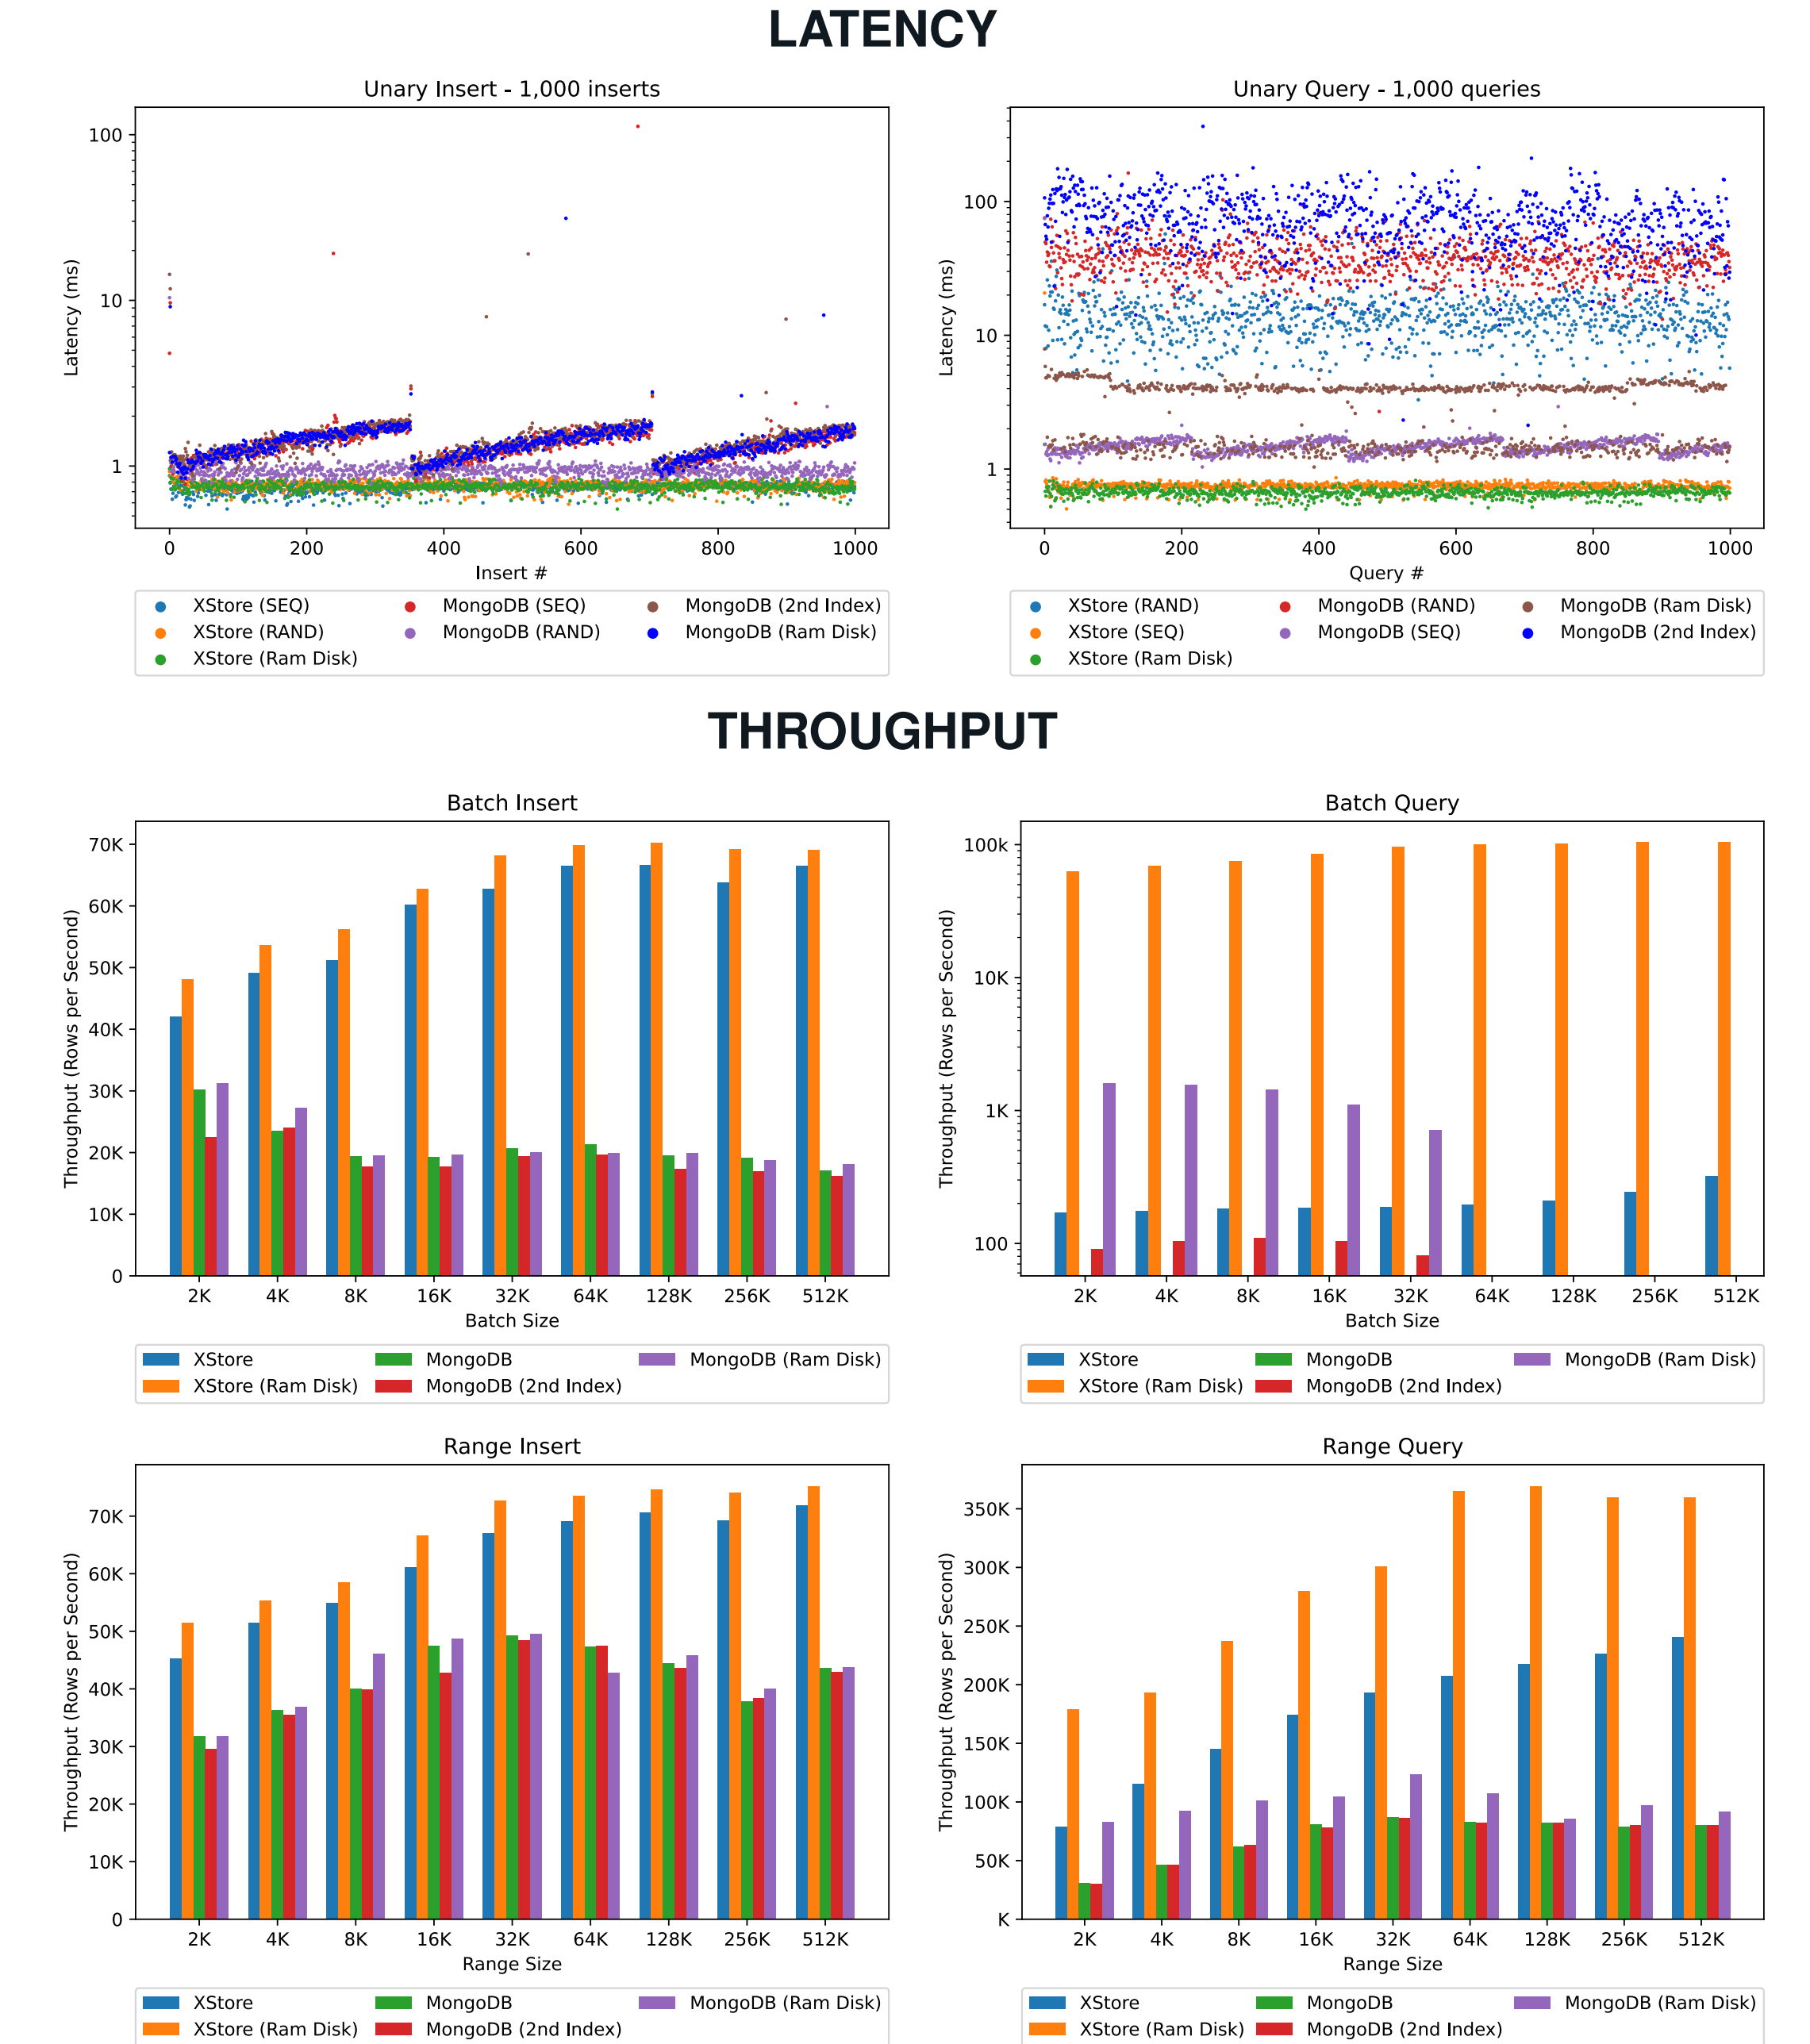 LATENCY
Unary Insert - 1,000 inserts
Latency (ms)
100
10
1
0 200 400 600 800 1000
Insert #
XStore (SEQ) MongoDB (SEQ) MongoDB (2nd Index)
XStore (RAND) MongoDB (RAND) MongoDB (Ram Disk)
XStore (Ram Disk)
Unary Query - 1,000 queries
Latency (ms)
100
10
1
0 200 400 600 800 1000
Query #
XStore (RAND) MongoDB (RAND) MongoDB (Ram Disk)
XStore (SEQ) MongoDB (SEQ) MongoDB (2nd Index)
XStore (Ram Disk)
THROUGHPUT
Batch Insert
Throughput (Rows per Second)
70K
60K
50K
40K
30K
20K
10K
0
2K 4K 8K 16K 32K 64K 128K 256K 512K
Batch Size
XStore MongoDB MongoDB (Ram Disk)
XStore (Ram Disk) MongoDB (2nd Index)
Batch Query
Throughput (Rows per Second)
100k
10K
1K
100
2K 4K 8K 16K 32K 64K 128K 256K 512K
Batch Size
XStore MongoDB MongoDB (Ram Disk)
XStore (Ram Disk) MongoDB (2nd Index)
Range Insert
Throughput (Rows per Second)
70K
60K
50K
40K
30K
20K
10K
0
2K 4K 8K 16K 32K 64K 128K 256K 512K
Range Size
XStore MongoDB MongoDB (Ram Disk)
XStore (Ram Disk) MongoDB (2nd Index)
Range Query
Throughput (Rows per Second)
350K
300K
250K
200K
150K
100K
50K
K
2K 4K 8K 16K 32K 64K 128K 256K 512K
Range Size
XStore MongoDB MongoDB (Ram Disk)
XStore (Ram Disk) MongoDB (2nd Index)